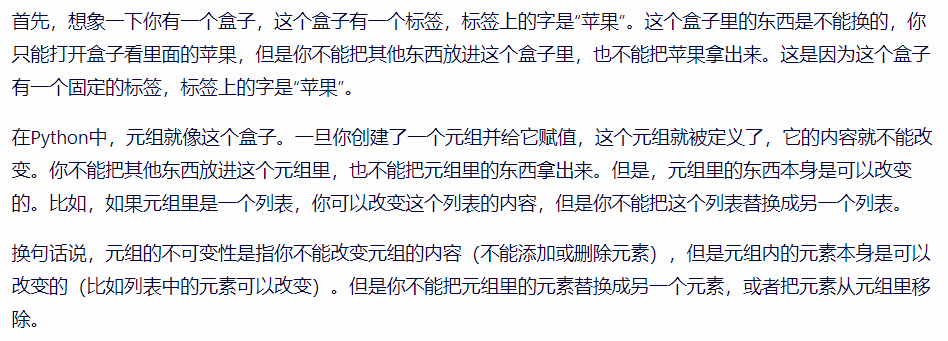 首先，想象一下你有一个盒子，这个盒子有一个标签，标签上的字是“苹果”。这个盒子里的东西是不能换的，你
只能打开盒子看里面的苹果，但是你不能把其他东西放进这个盒子里，也不能把苹果拿出来。这是因为这个盒子
有一个固定的标签，标签上的字是“苹果”。
在Python中，元组就像这个盒子。一旦你创建了一个元组并给它赋值，这个元组就被定义了，它的内容就不能改
变。你不能把其他东西放进这个元组里，也不能把元组里的东西拿出来。但是，元组里的东西本身是可以改变
的。比如，如果元组里是一个列表，你可以改变这个列表的内容，但是你不能把这个列表替换成另一个列表。
换句话说，元组的不可变性是指你不能改变元组的内容（不能添加或删除元素），但是元组内的元素本身是可以
改变的（比如列表中的元素可以改变）。但是你不能把元组里的元素替换成另一个元素，或者把元素从元组里移
除。